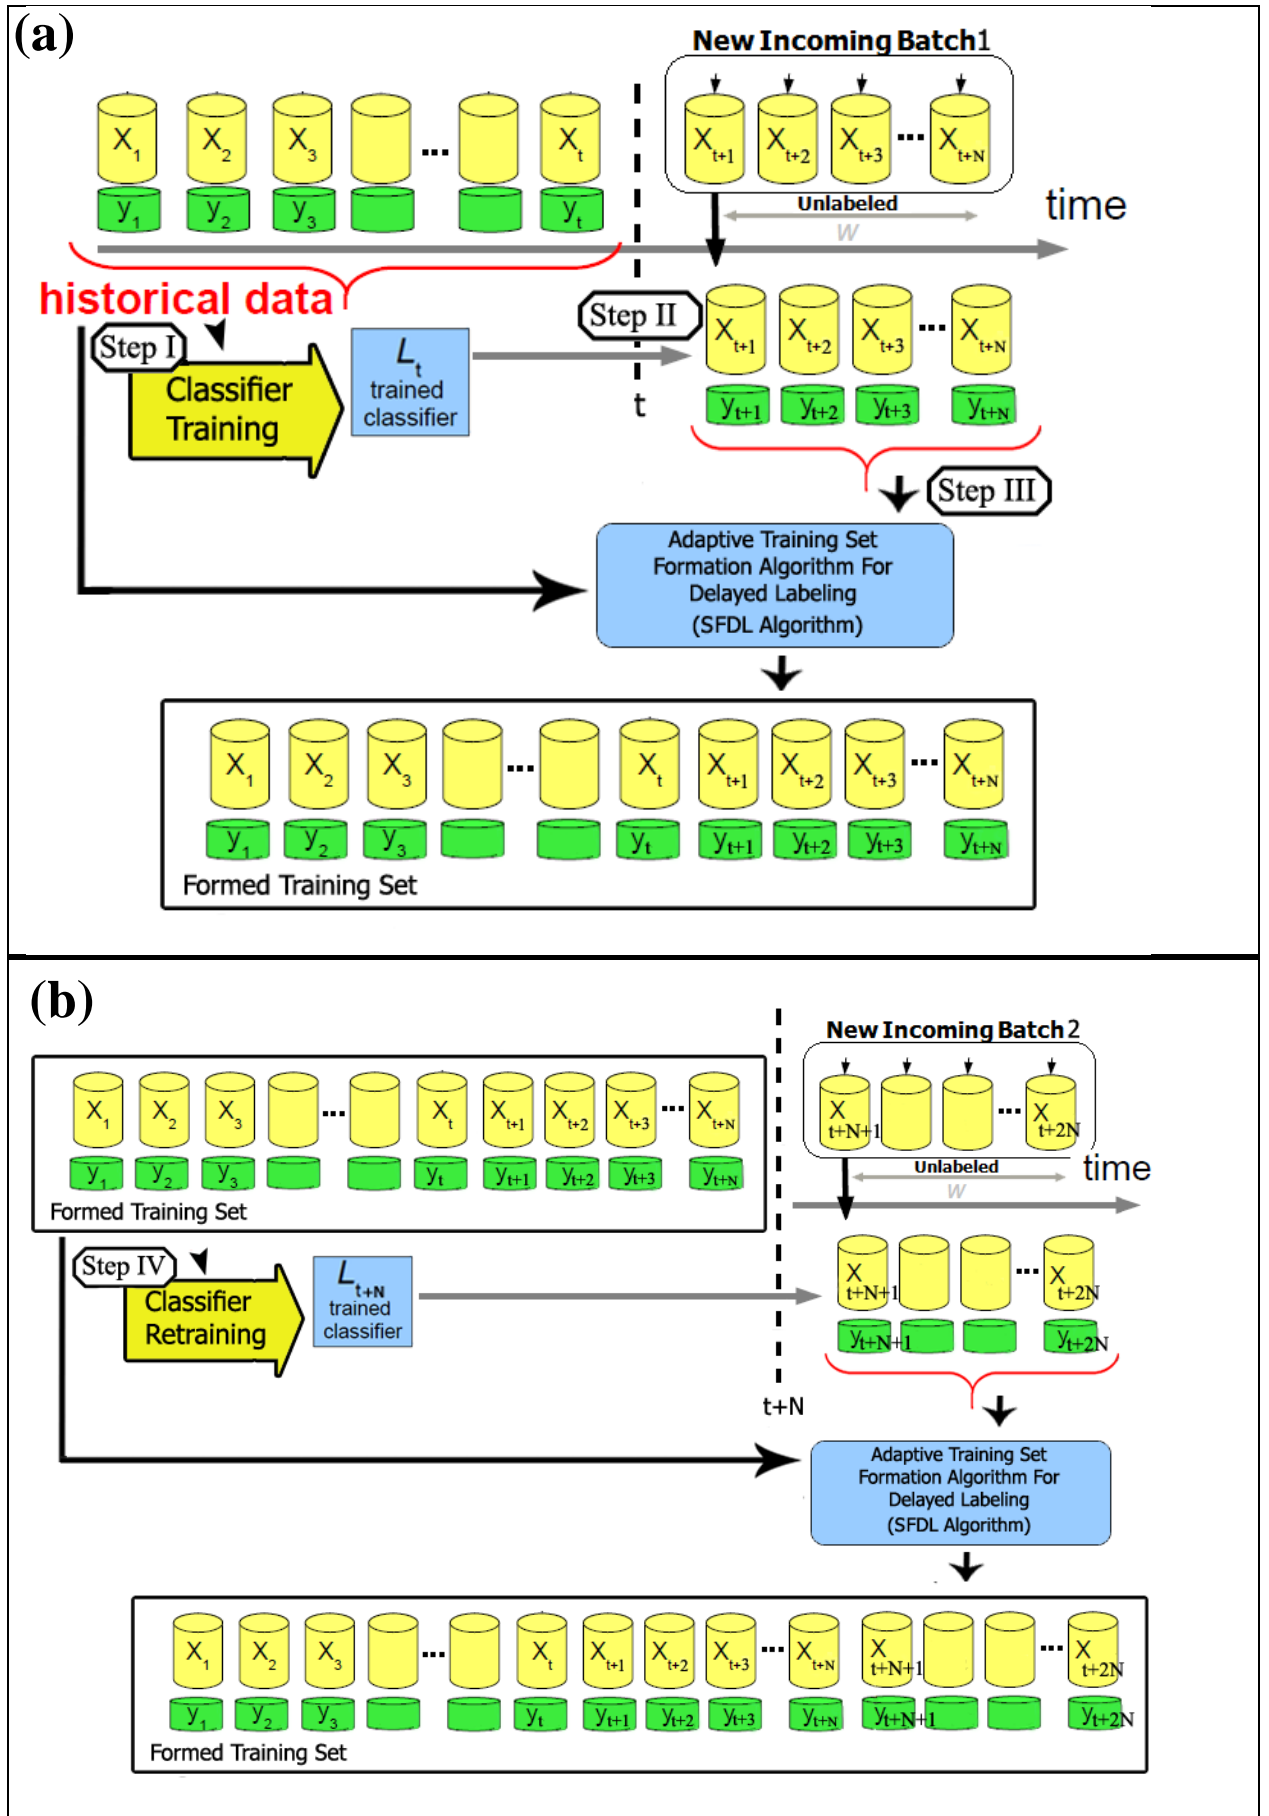 (a)
New Incoming Batch1
X1 X2 X3 ... Xt
Xt+1 Xt+2 Xt+3 ... Xt+N
y1 y2 y3 yt
Unlabeled
W
time
historical data
Step I
Classifier
Training
Lt
trained
classifier
Step II
t
Xt+1 Xt+2 Xt+3 ... Xt+N
yt+1 yt+2 yt+3 yt+N
Step III
Adaptive Training Set
Formation Algorithm For
Delayed Labeling
(SFDL Algorithm)
X1 X2 X3 ... Xt Xt+1 Xt+2 Xt+3 ... Xt+N
y1 y2 y3 yt yt+1 yt+2 yt+3 yt+N
Formed Training Set
(b)
New Incoming Batch2
X1 X2 X3 ... Xt Xt+1 Xt+2 Xt+3 ... Xt+N
y1 y2 y3 yt yt+1 yt+2 yt+3 yt+N
Formed Training Set
Xt+N+1 ... Xt+2N
Unlabeled
W
time
Step IV
Classifier
Retraining
Lt+N
trained
classifier
t+N
Xt+N+1 ... Xt+2N
yt+N+1 yt+2N
Adaptive Training Set
Formation Algorithm For
Delayed Labeling
(SFDL Algorithm)
X1 X2 X3 ... Xt Xt+1 Xt+2 Xt+3 ... Xt+N Xt+N+1 ... Xt+2N
y1 y2 y3 yt yt+1 yt+2 yt+3 yt+N yt+N+1 yt+2N
Formed Training Set